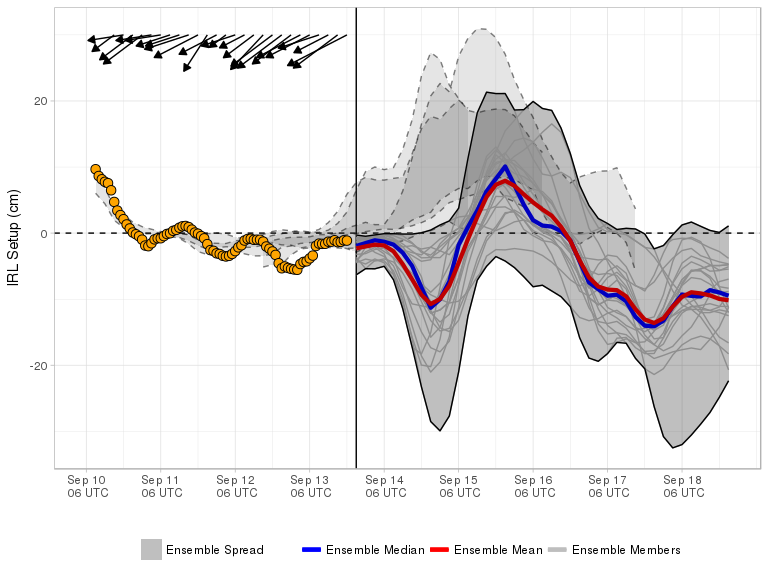 IRL Setup (cm)
20
0
-20
Sep 10 Sep 11 Sep 12 Sep 13 Sep 14 Sep 15 Sep 16 Sep 17 Sep 18
06 UTC 06 UTC 06 UTC 06 UTC 06 UTC 06 UTC 06 UTC 06 UTC 06 UTC
Ensemble Spread Ensemble Median Ensemble Mean Ensemble Members